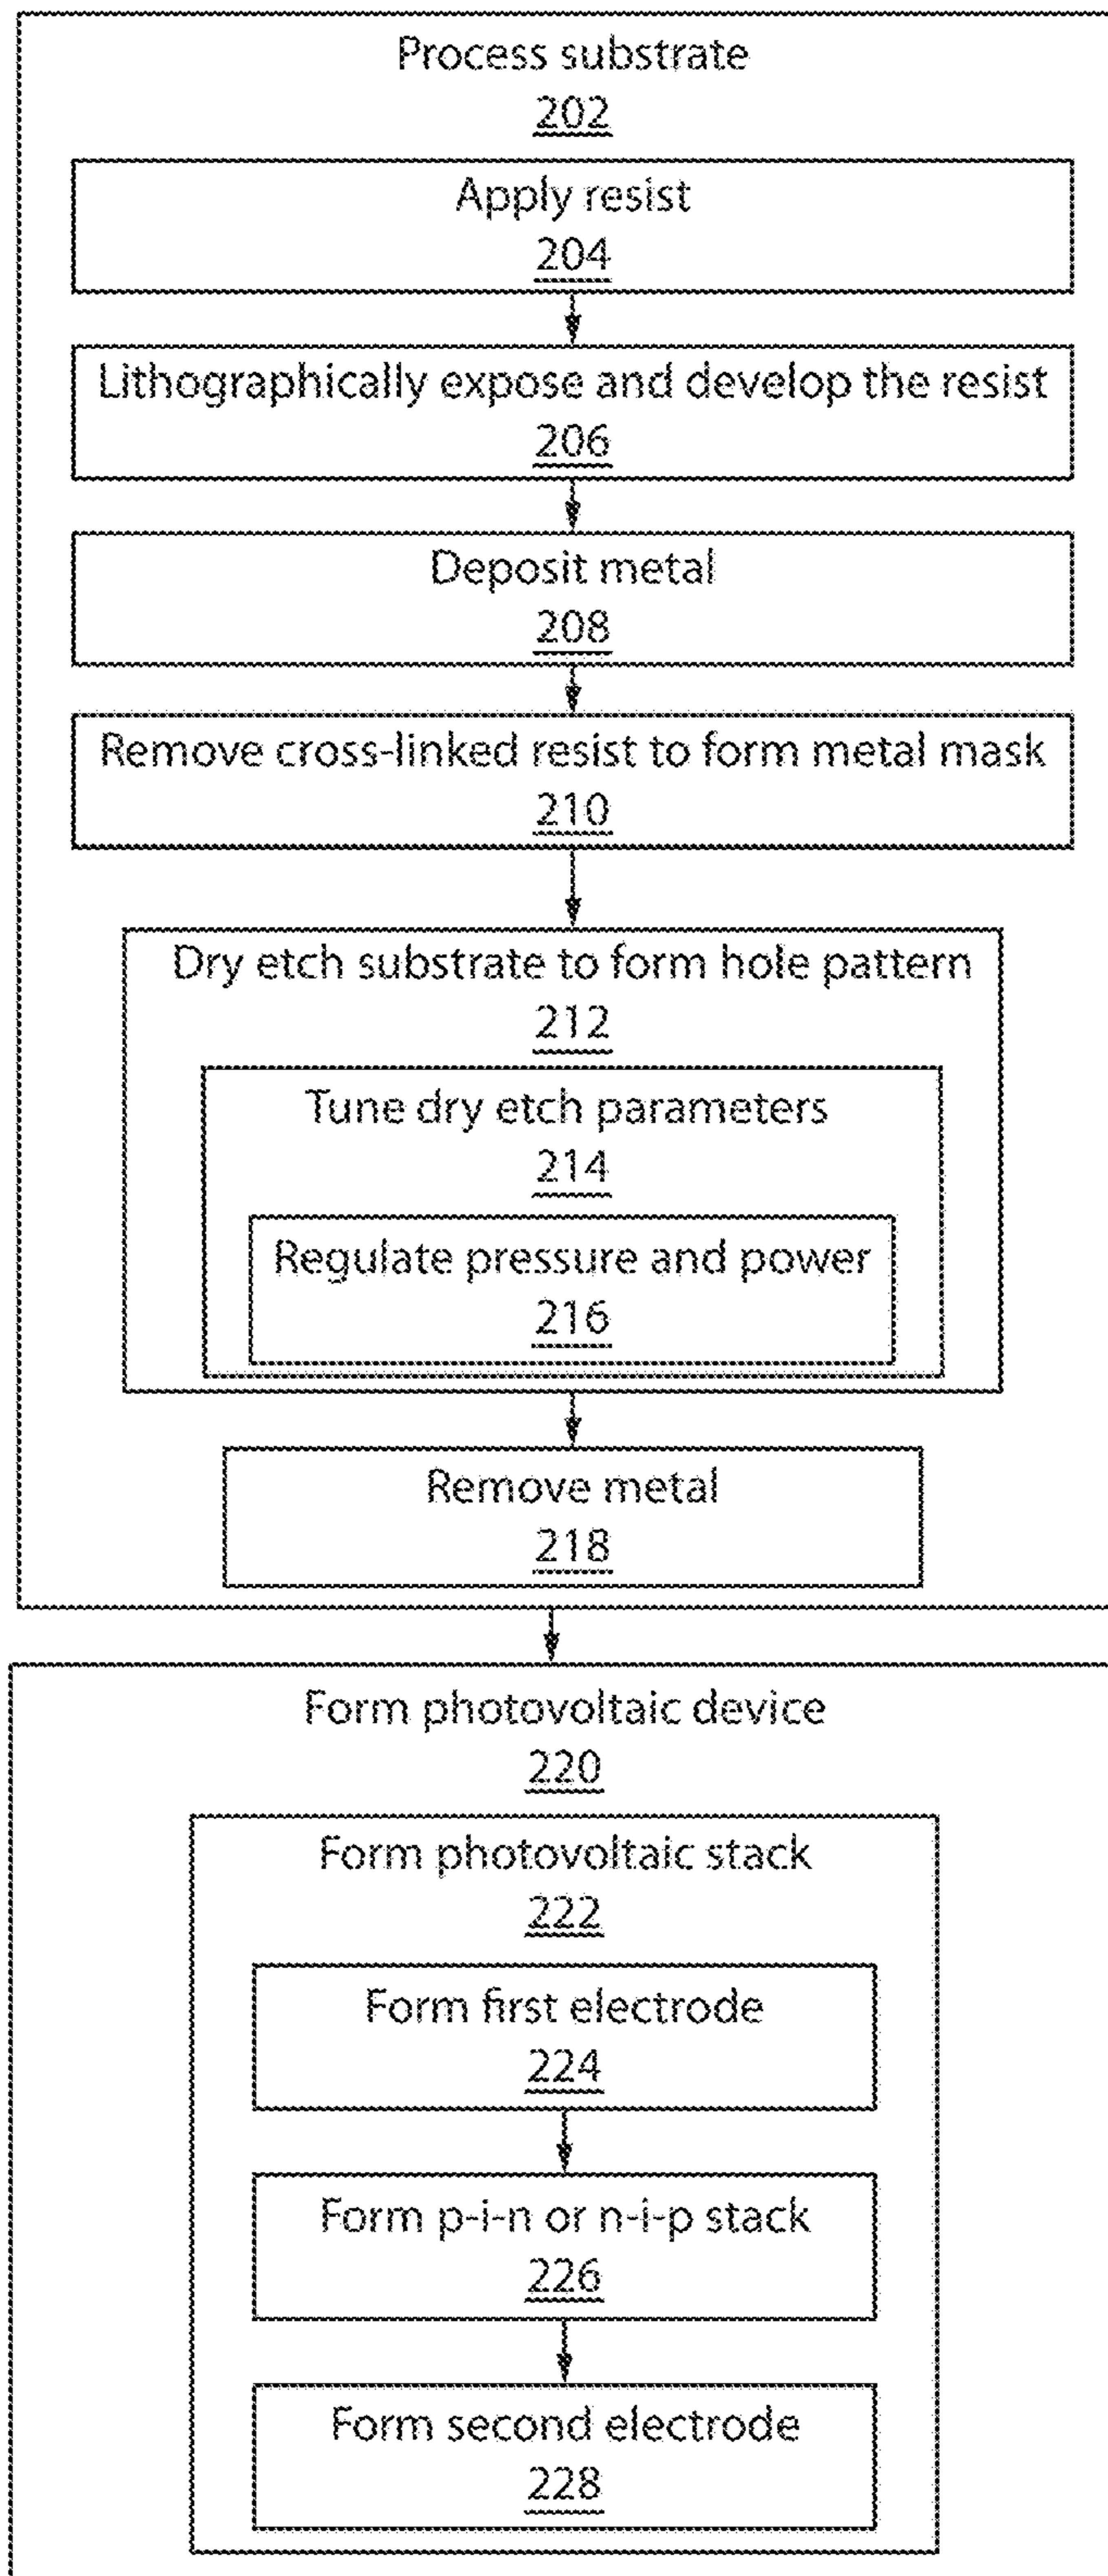 Process substrate
202
Apply resist
204
Lithographically expose and develop the resist
206
Deposit metal
208
Remove cross-linked resist to form metal mask
210
Dry etch substrate to form hole pattern
212
Tune dry etch parameters
214
Regulate pressure and power
216
Remove metal
218
Form photovoltaic device
220
Form photovoltaic stack
222
Form first electrode
224
Form p-i-n or n-i-p stack
226
Form second electrode
228